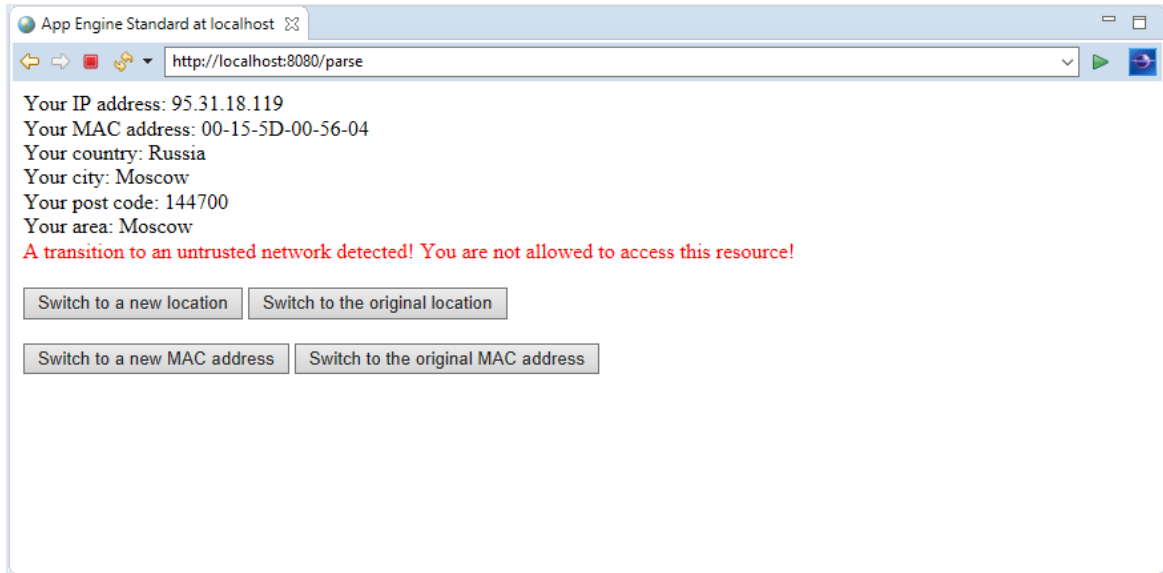 App Engine Standard at localhost
http://localhost:8080/parse
Your IP address: 95.31.18.119
Your MAC address: 00-15-5D-00-56-04
Your country: Russia
Your city: Moscow
Your post code: 144700
Your area: Moscow
A transition to an untrusted network detected! You are not allowed to access this resource!
Switch to a new location Switch to the original location
Switch to a new MAC address Switch to the original MAC address